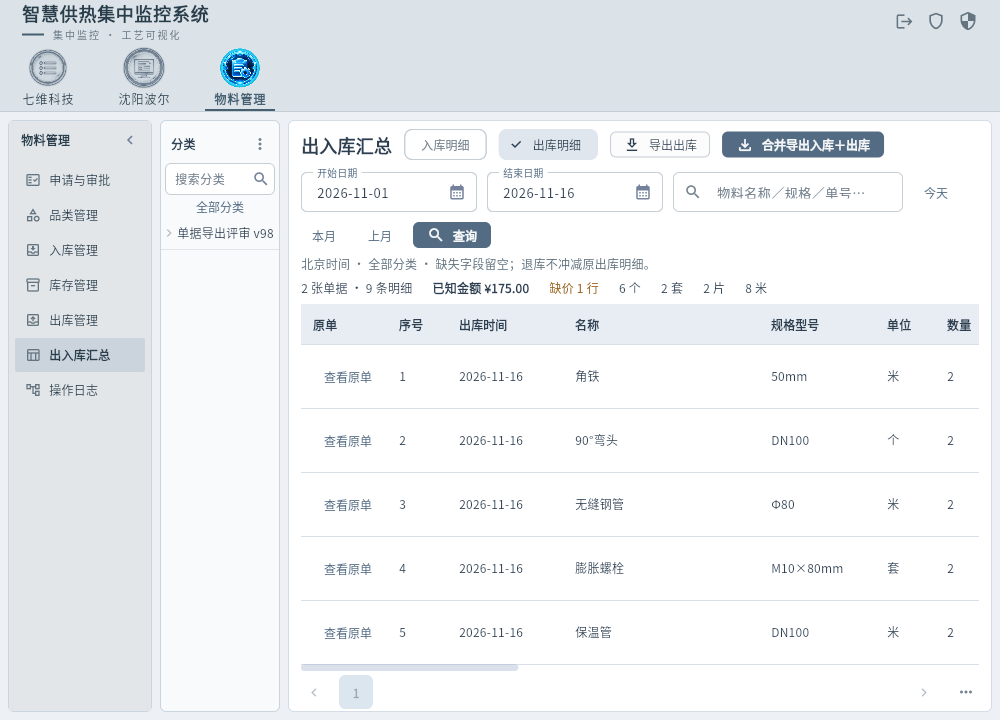 智慧供热集中监控系统
集中监控 · 工艺可视化
七维科技
沈阳波尔
物料管理
物料管理
申请与审批
品类管理
入库管理
库存管理
出库管理
出入库汇总
操作日志
分类
搜索分类
全部分类
单据导出评审 v98
出入库汇总 入库明细 出库明细 导出出库 合并导出入库＋出库
开始日期 结束日期
2026-11-01 2026-11-16 物料名称／规格／单号… 今天
本月 上月 查询
北京时间 · 全部分类 · 缺失字段留空；退库不冲减原出库明细。
2 张单据 · 9 条明细 已知金额 ¥175.00 缺价 1 行 6 个 2 套 2 片 8 米
原单 序号 出库时间 名称 规格型号 单位 数量
查看原单 1 2026-11-16 角铁 50mm 米 2
查看原单 2 2026-11-16 90°弯头 DN100 个 2
查看原单 3 2026-11-16 无缝钢管 Φ80 米 2
查看原单 4 2026-11-16 膨胀螺栓 M10×80mm 套 2
查看原单 5 2026-11-16 保温管 DN100 米 2
1